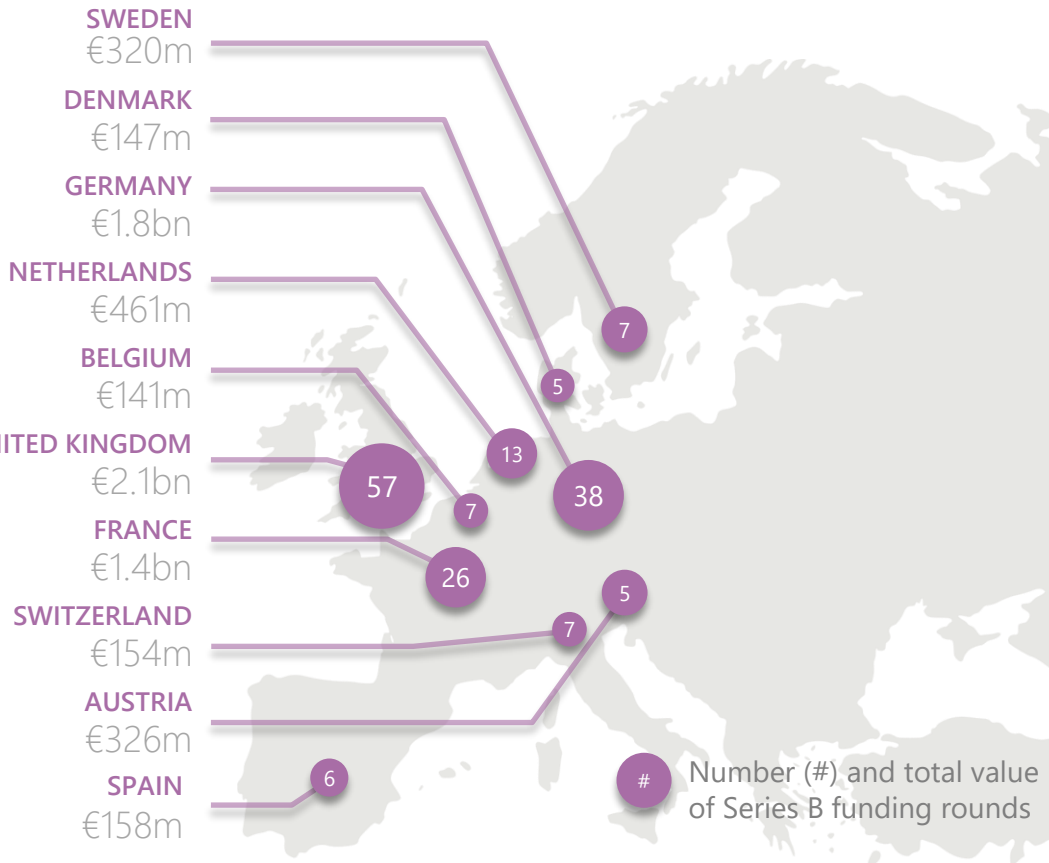 SWEDEN
€320m
DENMARK
€147m
GERMANY
€1.8bn
NETHERLANDS
€461m
BELGIUM
€141m
NITED KINGDOM
€2.1bn
FRANCE
€1.4bn
SWITZERLAND
€154m
AUSTRIA
€326m
SPAIN
€158m
7
5
13
57
7
38
26
5
7
6
#
Number (#) and total value
of Series B funding rounds